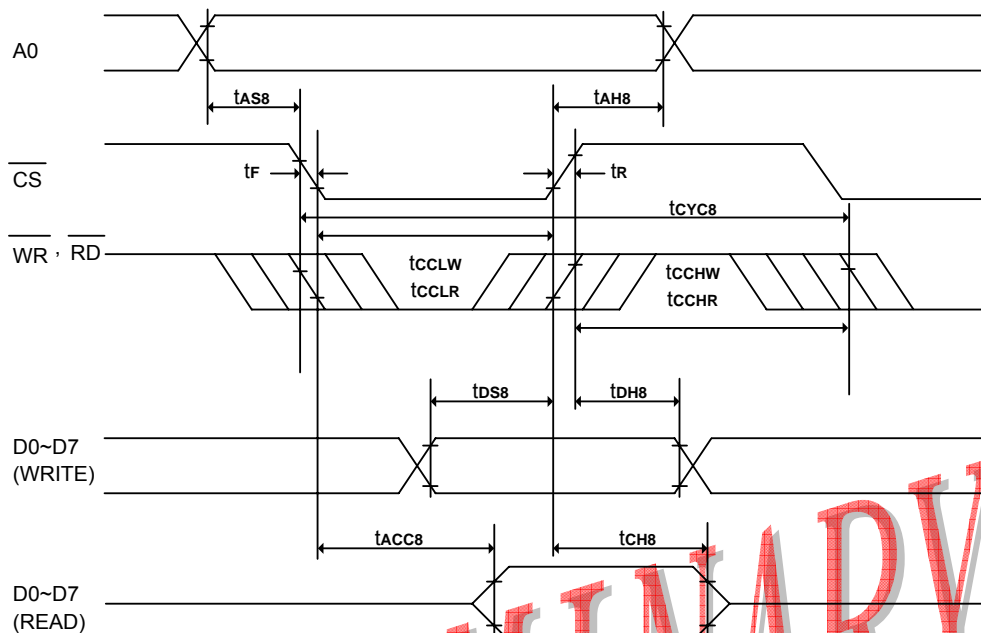 A0
tAS8
tAH8
CS
tF
tR
tCYC8
WR , RD
tCCLW
tCCLR
tCCHW
tCCHR
tDS8
tDH8
D0~D7
(WRITE)
tACC8
tCH8
D0~D7
(READ)